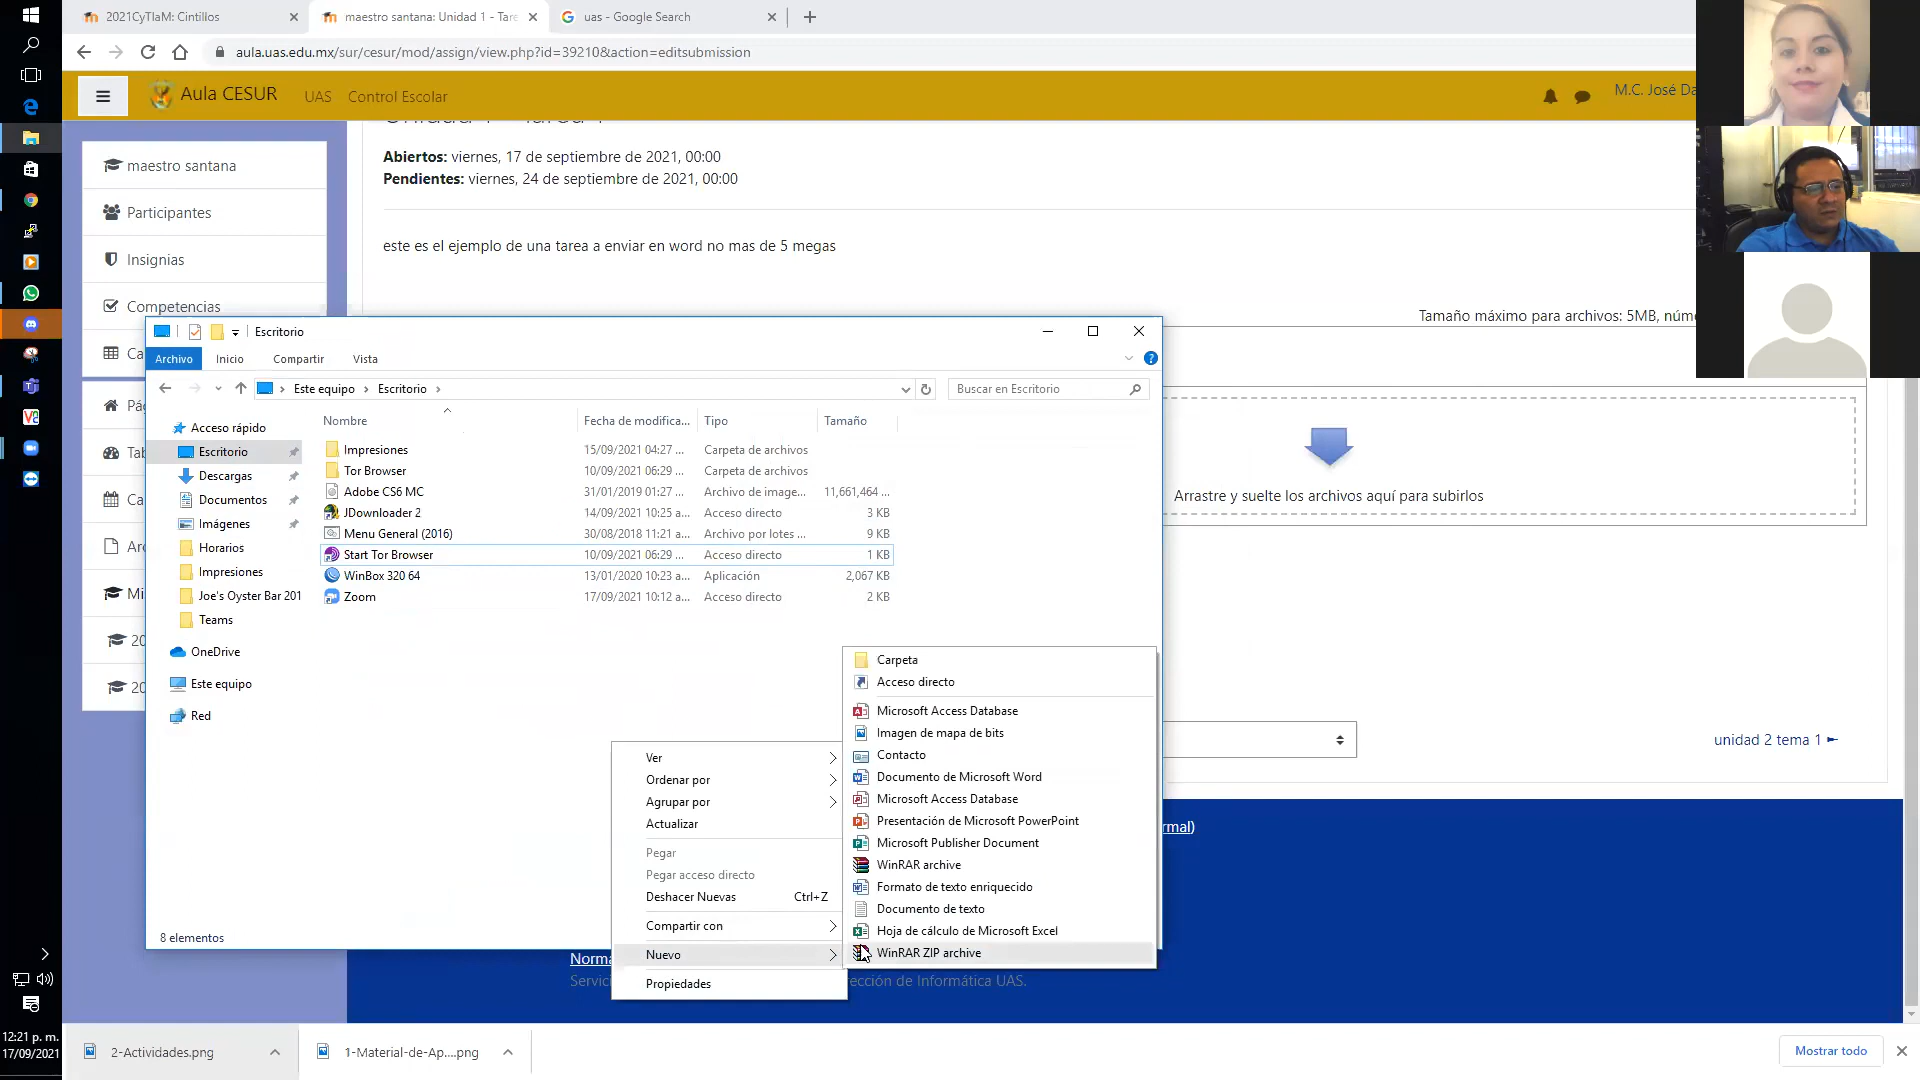 2021CyTIaM: Cintillos
maestro santana: Unidad 1 - Tare
uas - Google Search
aula.uas.edu.mx/sur/cesur/mod/assign/view.php?id=39210&action=editsubmission
Aula CESUR
UAS
Control Escolar
M.C. José Da
maestro santana
Participantes
Insignias
Competencias
Ca
Pág
Tab
Ca
Arc
Mi
20
20
Abiertos: viernes, 17 de septiembre de 2021, 00:00
Pendientes: viernes, 24 de septiembre de 2021, 00:00
este es el ejemplo de una tarea a enviar en word no mas de 5 megas
Tamaño máximo para archivos: 5MB, núme
Arrastre y suelte los archivos aquí para subirlos
unidad 2 tema 1
Escritorio
Archivo
Inicio
Compartir
Vista
Este equipo
Escritorio
Buscar en Escritorio
Nombre
Fecha de modifica...
Tipo
Tamaño
Acceso rápido
Escritorio
Descargas
Documentos
Imágenes
Horarios
Impresiones
Joe's Oyster Bar 201
Teams
OneDrive
Este equipo
Red
Impresiones 15/09/2021 04:27 ... Carpeta de archivos
Tor Browser 10/09/2021 06:29 ... Carpeta de archivos
Adobe CS6 MC 31/01/2019 01:27 ... Archivo de image... 11,661,464 ...
JDownloader 2 14/09/2021 10:25 a... Acceso directo 3 KB
Menu General (2016) 30/08/2018 11:21 a... Archivo por lotes ... 9 KB
Start Tor Browser 10/09/2021 06:29 ... Acceso directo 1 KB
WinBox 320 64 13/01/2020 10:23 a... Aplicación 2,067 KB
Zoom 17/09/2021 10:12 a... Acceso directo 2 KB
8 elementos
Ver
Ordenar por
Agrupar por
Actualizar
Pegar
Pegar acceso directo
Deshacer Nuevas Ctrl+Z
Compartir con
Nuevo
Propiedades
Carpeta
Acceso directo
Microsoft Access Database
Imagen de mapa de bits
Contacto
Documento de Microsoft Word
Microsoft Access Database
Presentación de Microsoft PowerPoint
Microsoft Publisher Document
WinRAR archive
Formato de texto enriquecido
Documento de texto
Hoja de cálculo de Microsoft Excel
WinRAR ZIP archive
rmal)
Norma
Servici
ección de Informática UAS.
12:21 p. m.
17/09/2021
2-Actividades.png
1-Material-de-Ap....png
Mostrar todo